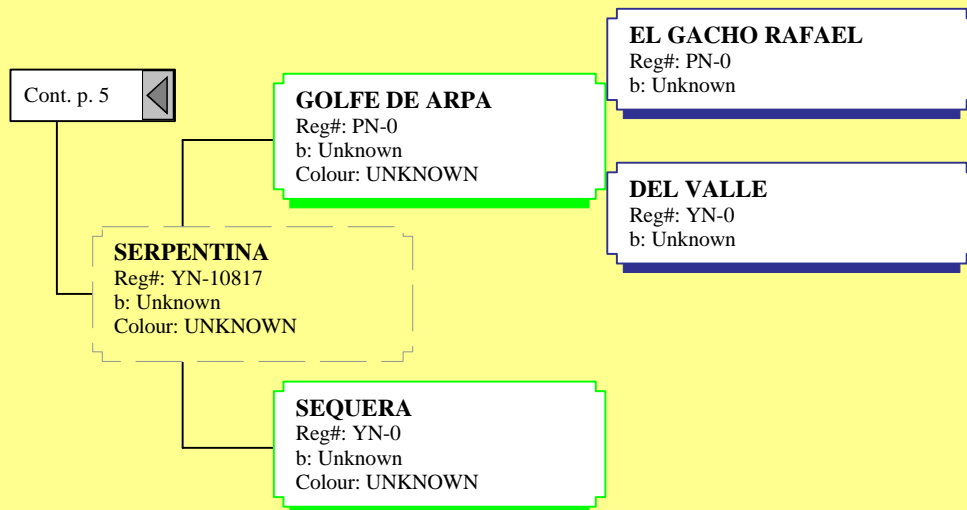 Cont. p. 5
GOLFE DE ARPA
Reg#: PN-0
b: Unknown
Colour: UNKNOWN
EL GACHO RAFAEL
Reg#: PN-0
b: Unknown
DEL VALLE
Reg#: YN-0
b: Unknown
SERPENTINA
Reg#: YN-10817
b: Unknown
Colour: UNKNOWN
SEQUERA
Reg#: YN-0
b: Unknown
Colour: UNKNOWN